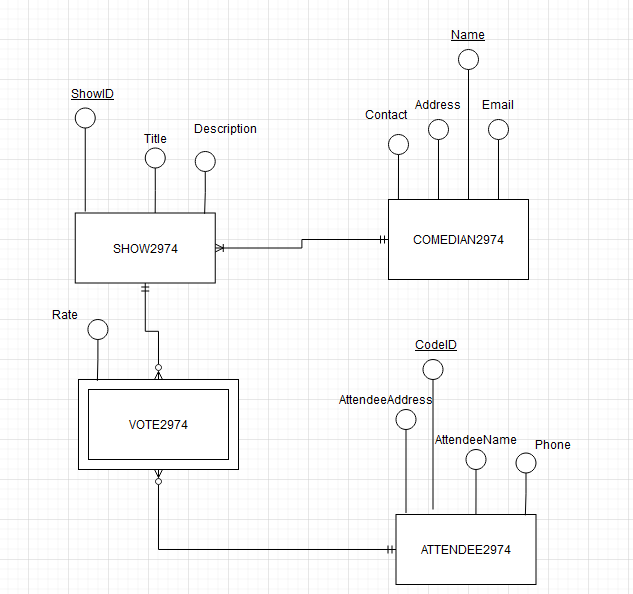 Name
ShowID
Title
Description
Contact
Address
Email
SHOW2974
COMEDIAN2974
Rate
VOTE2974
CodeID
AttendeeAddress
AttendeeName
Phone
ATTENDEE2974